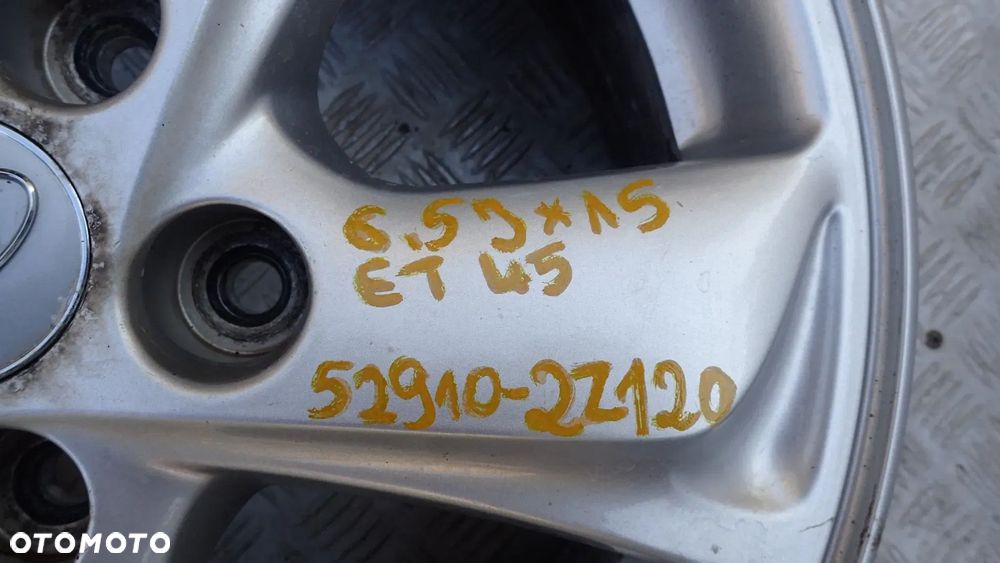 6.5J x 15
ET 45
52910-2Z120
OTOMOTO